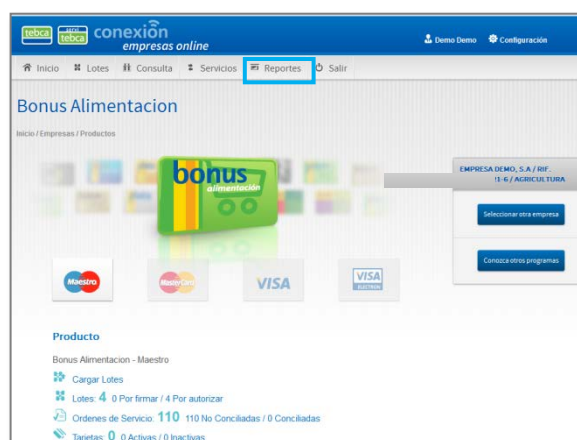 tebca servi tebca conexión
empresas online
Demo Demo Configuración
Inicio Lotes Consulta Servicios Reportes Salir
Bonus Alimentacion
Inicio / Empresas / Productos
bonus
alimentación
EMPRESA DEMO, S.A / RIF.
1-6 / AGRICULTURA
Seleccionar otra empresa
Conozca otros programas
Maestro MasterCard VISA VISA ELECTRON
Producto
Bonus Alimentacion - Maestro
Cargar Lotes
Lotes: 4 0 Por firmar / 4 Por autorizar
Ordenes de Servicio: 110 110 No Conciliadas / 0 Conciliadas
Tarjetas: 0 0 Activas / 0 Inactivas